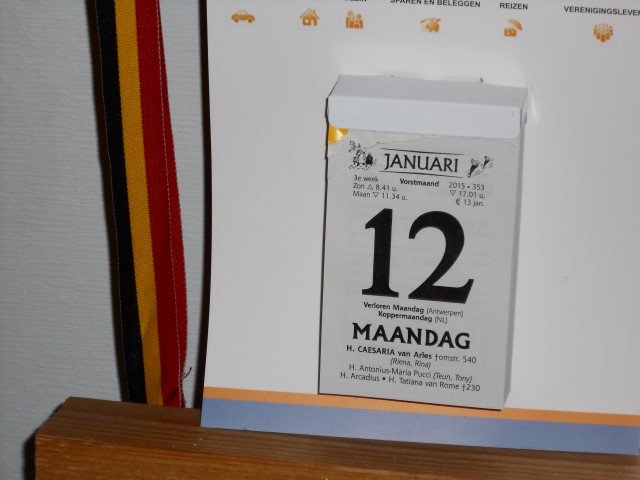 SPAREN EN BELEGGEN REIZEN VERENIGINGSLEVEN
JANUARI
3e week Vorstmaand 2015 • 353
Zon △ 8.41 u. ▽ 17.01 u.
Maan ▽ 11.34 u. ☾ 13 jan.
12
Verloren Maandag (Antwerpen)
Koppermaandag (NL)
MAANDAG
H. CAESARIA van Arles †omstr. 540
(Riena, Rina)
H. Antonius-Maria Pucci (Teun, Tony)
H. Arcadius • H. Tatiana van Rome †230